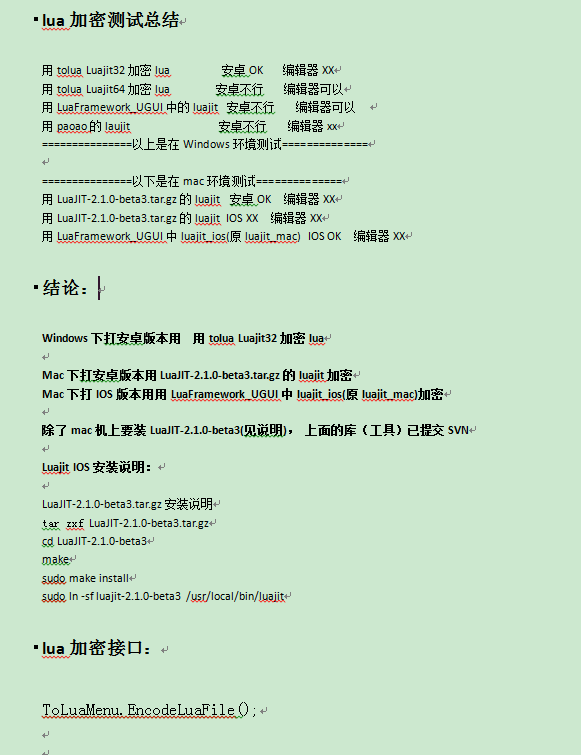 lua 加密测试总结
用 tolua Luajit32 加密 lua 安卓 OK 编辑器 XX
用 tolua Luajit64 加密 lua 安卓不行 编辑器可以
用 LuaFramework_UGUI 中的 luajit 安卓不行 编辑器可以
用 paoao 的 laujit 安卓不行 编辑器 xx
===============以上是在 Windows 环境测试==============
===============以下是在 mac 环境测试==============
用 LuaJIT-2.1.0-beta3.tar.gz 的 luajit 安卓 OK 编辑器 XX
用 LuaJIT-2.1.0-beta3.tar.gz 的 luajit IOS XX 编辑器 XX
用 LuaFramework_UGUI 中 luajit_ios(原 luajit_mac) IOS OK 编辑器 XX
结论：
Windows 下打安卓版本用 用 tolua Luajit32 加密 lua
Mac 下打安卓版本用 LuaJIT-2.1.0-beta3.tar.gz 的 luajit 加密
Mac 下打 IOS 版本用用 LuaFramework_UGUI 中 luajit_ios(原 luajit_mac)加密
除了 mac 机上要装 LuaJIT-2.1.0-beta3(见说明)， 上面的库（工具）已提交 SVN
Luajit IOS 安装说明：
LuaJIT-2.1.0-beta3.tar.gz 安装说明
tar zxf LuaJIT-2.1.0-beta3.tar.gz
cd LuaJIT-2.1.0-beta3
make
sudo make install
sudo ln -sf luajit-2.1.0-beta3 /usr/local/bin/luajit
lua 加密接口：
ToLuaMenu.EncodeLuaFile();